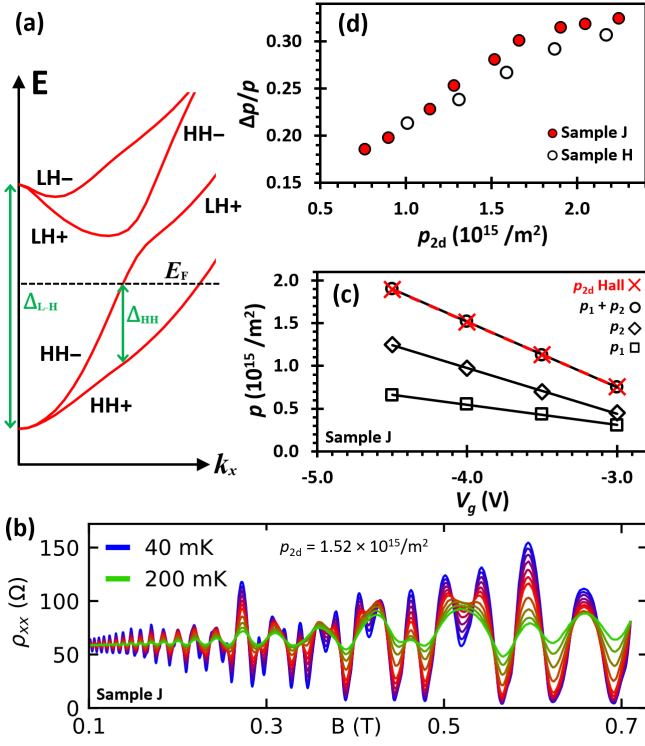 (a)
E
LH−
HH−
LH+
LH+
E_F
Δ_L-H
Δ_HH
HH−
HH+
k_x
(d)
Δp/p
0.30
0.25
0.20
0.15
Sample J
Sample H
0.5
1.0
1.5
2.0
p_2d (10^15 /m^2)
(c)
p_2d Hall
p_1 + p_2
p_2
p_1
p (10^15 /m^2)
2.0
1.5
1.0
0.5
0.0
Sample J
-5.0
-4.0
-3.0
V_g (V)
(b)
40 mK
200 mK
p_2d = 1.52 × 10^15/m^2
ρ_xx (Ω)
150
100
50
0
Sample J
0.1
0.3
B (T)
0.5
0.7